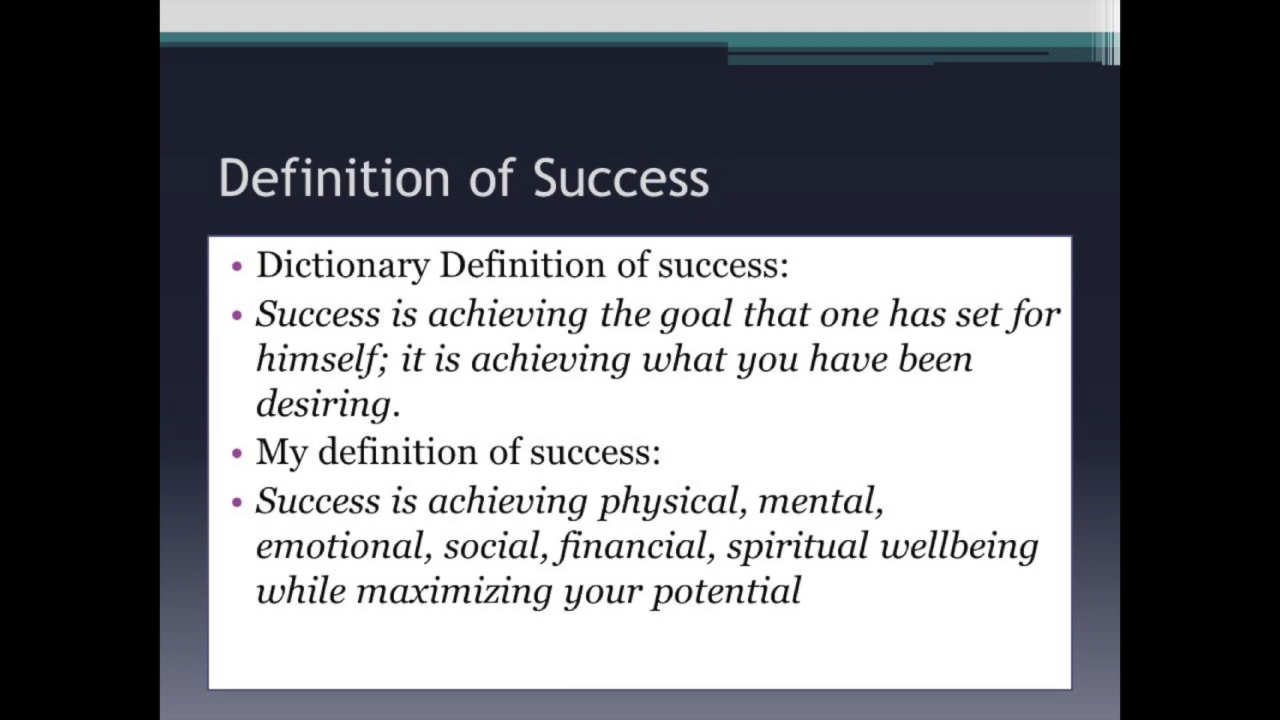 Definition of Success
• Dictionary Definition of success:
• Success is achieving the goal that one has set for
himself; it is achieving what you have been
desiring.
• My definition of success:
• Success is achieving physical, mental,
emotional, social, financial, spiritual wellbeing
while maximizing your potential